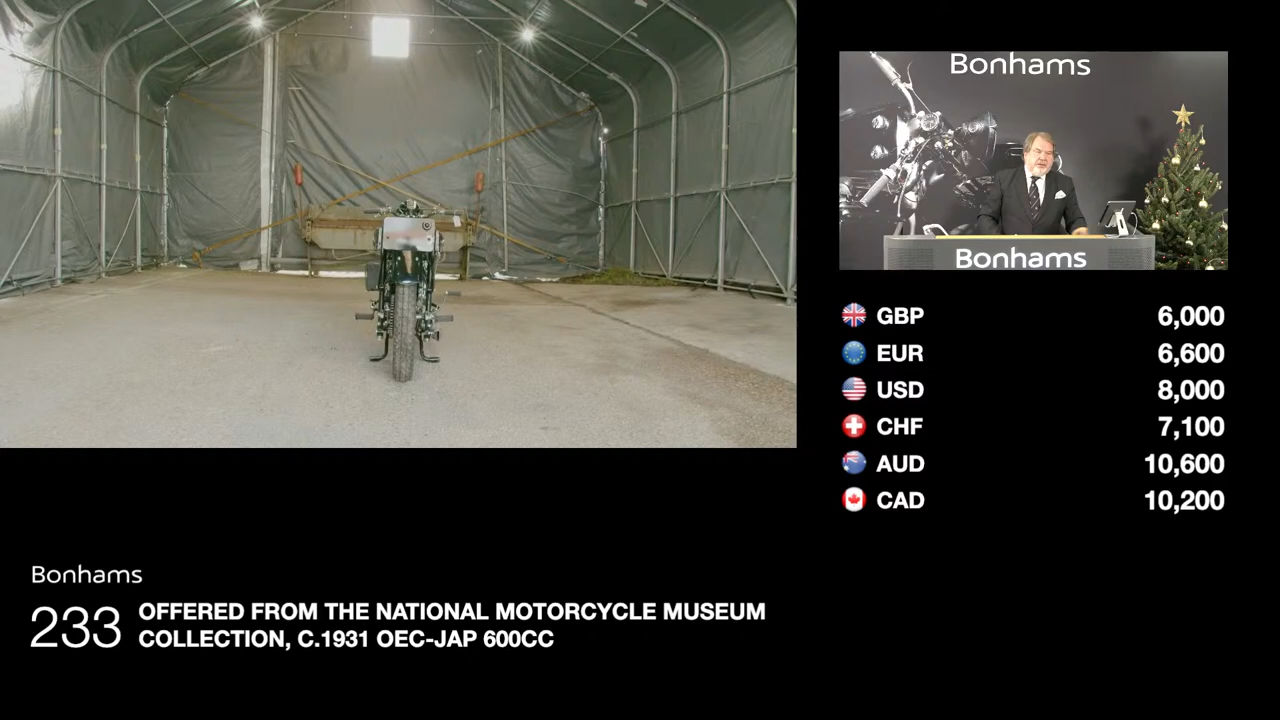 Bonhams
Bonhams
GBP 6,000
EUR 6,600
USD 8,000
CHF 7,100
AUD 10,600
CAD 10,200
Bonhams
233
OFFERED FROM THE NATIONAL MOTORCYCLE MUSEUM
COLLECTION, C.1931 OEC-JAP 600CC